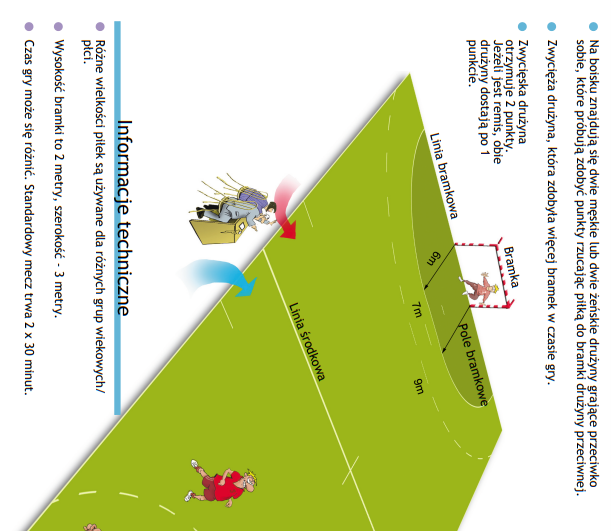 Na boisku znajdują się dwie męskie lub dwie żeńskie drużyny grające przeciwko
sobie, które próbują zdobyć punkty rzucając piłką do bramki drużyny przeciwnej.
Zwycięża drużyna, która zdobyła więcej bramek w czasie gry.
Zwycięska drużyna
otrzymuje 2 punkty.
Jeżeli jest remis, obie
drużyny dostają po 1
punkcie.
Bramka
Linia bramkowa
6m
Pole bramkowe
7m
9m
Linia środkowa
Informacje techniczne
Różne wielkości piłek są używane dla różnych grup wiekowych/
płci.
Wysokość bramki to 2 metry, szerokość - 3 metry.
Czas gry może się różnić. Standardowy mecz trwa 2 x 30 minut.